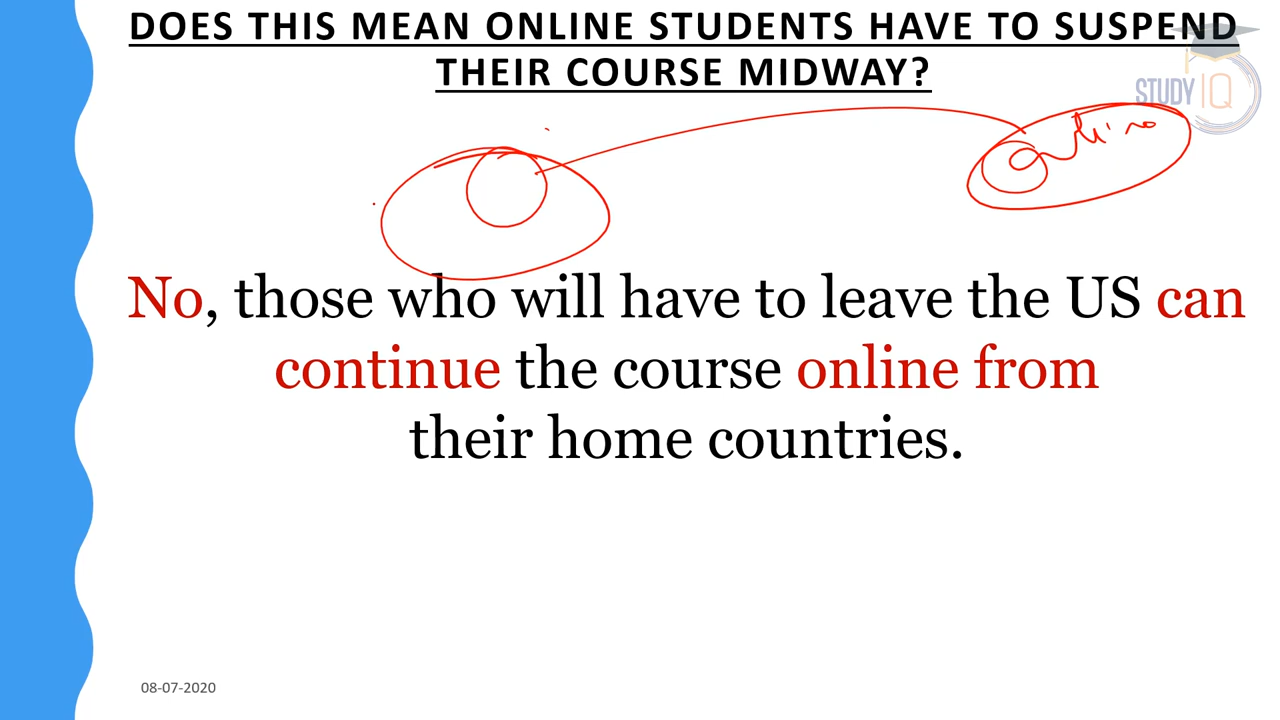 DOES THIS MEAN ONLINE STUDENTS HAVE TO SUSPEND
THEIR COURSE MIDWAY?
STUDY IQ
online
No, those who will have to leave the US can
continue the course online from
their home countries.
08-07-2020